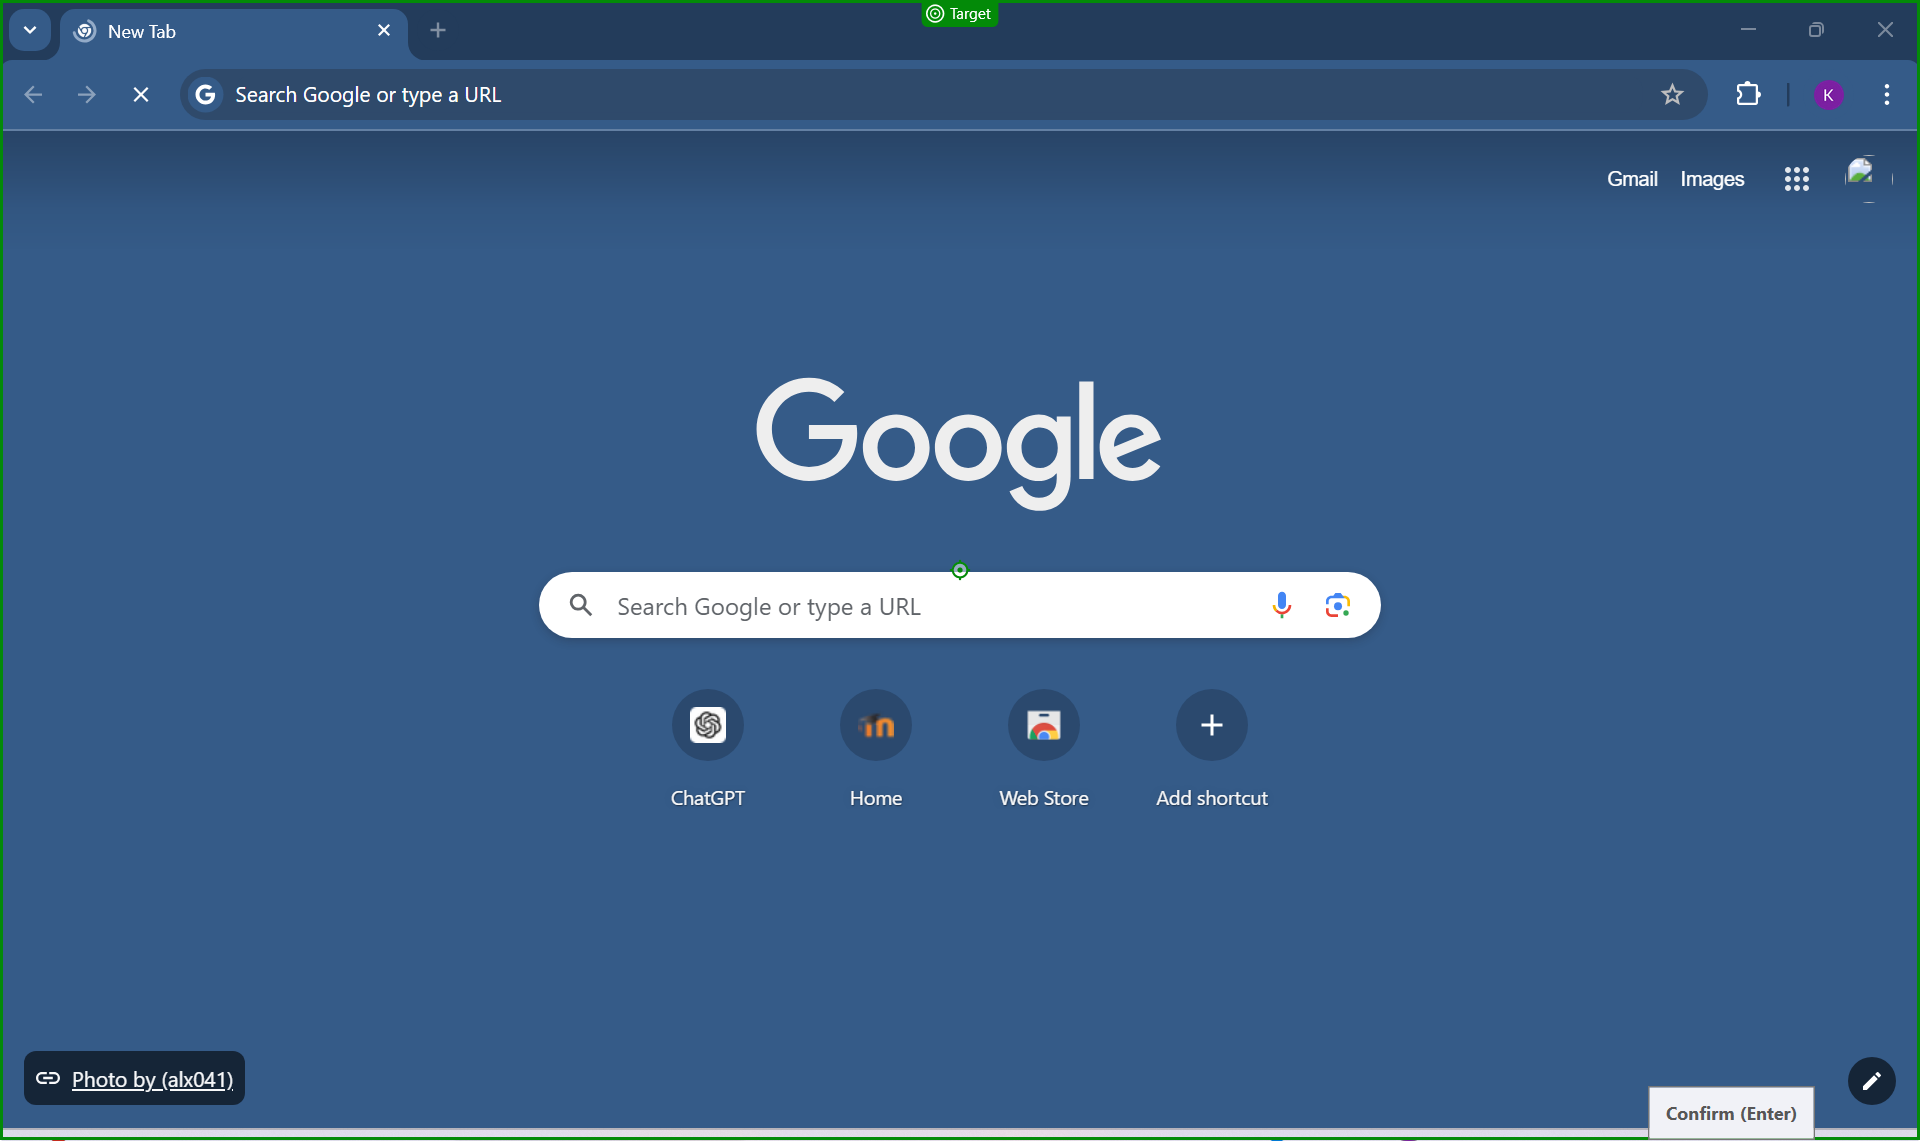 Target
New Tab
Search Google or type a URL
K
Gmail Images
Google
Search Google or type a URL
ChatGPT Home Web Store Add shortcut
Photo by (alx041)
Confirm (Enter)